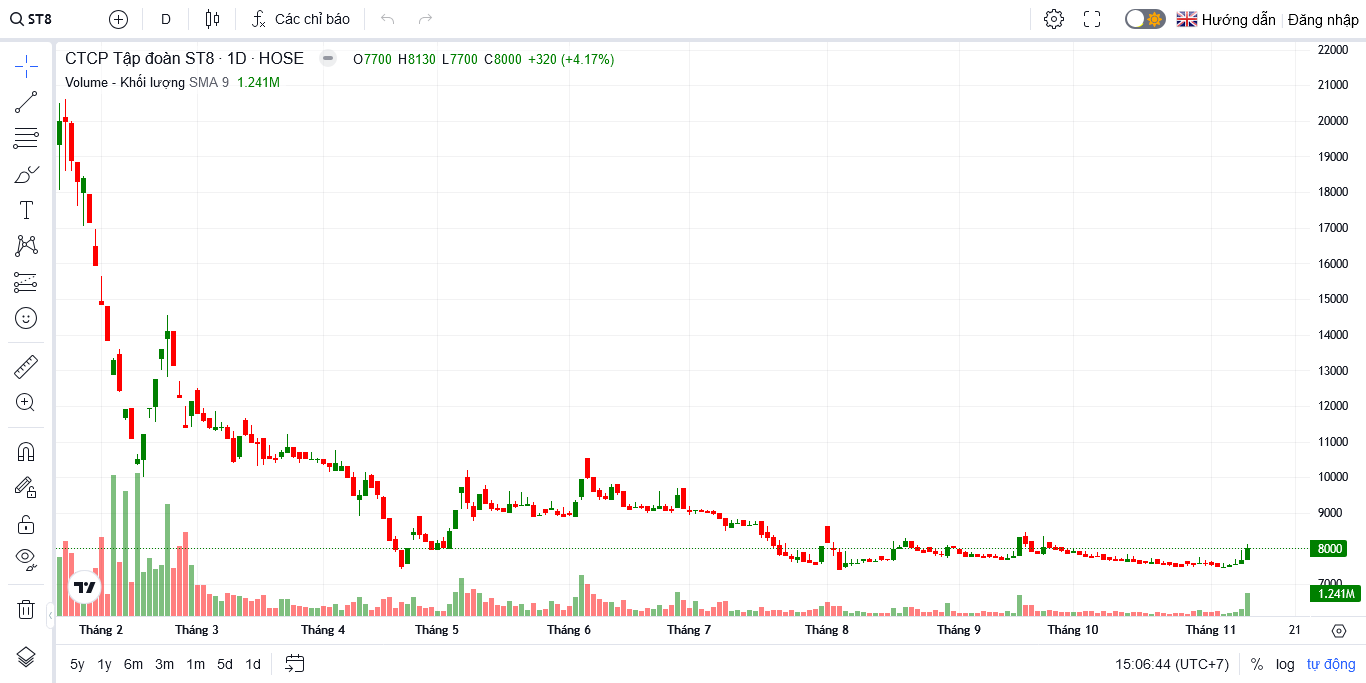 ST8 D Các chỉ báo Hướng dẫn Đăng nhập
CTCP Tập đoàn ST8 · 1D · HOSE O7700 H8130 L7700 C8000 +320 (+4.17%)
Volume - Khối lượng SMA 9 1.241M
22000
21000
20000
19000
18000
17000
16000
15000
14000
13000
12000
11000
10000
9000
8000
7000
1.241M
Tháng 2 Tháng 3 Tháng 4 Tháng 5 Tháng 6 Tháng 7 Tháng 8 Tháng 9 Tháng 10 Tháng 11 21
5y 1y 6m 3m 1m 5d 1d 15:06:44 (UTC+7) % log tự động